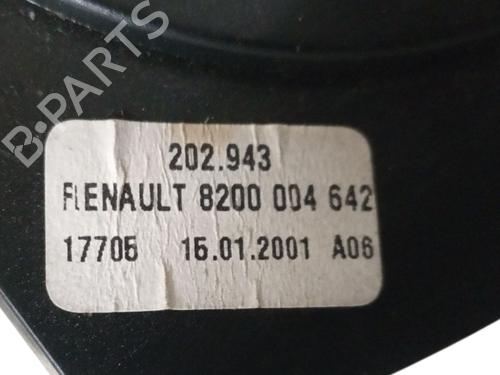 B-PARTS
202.943
RENAULT 8200 004 642
17705 15.01.2001 A06